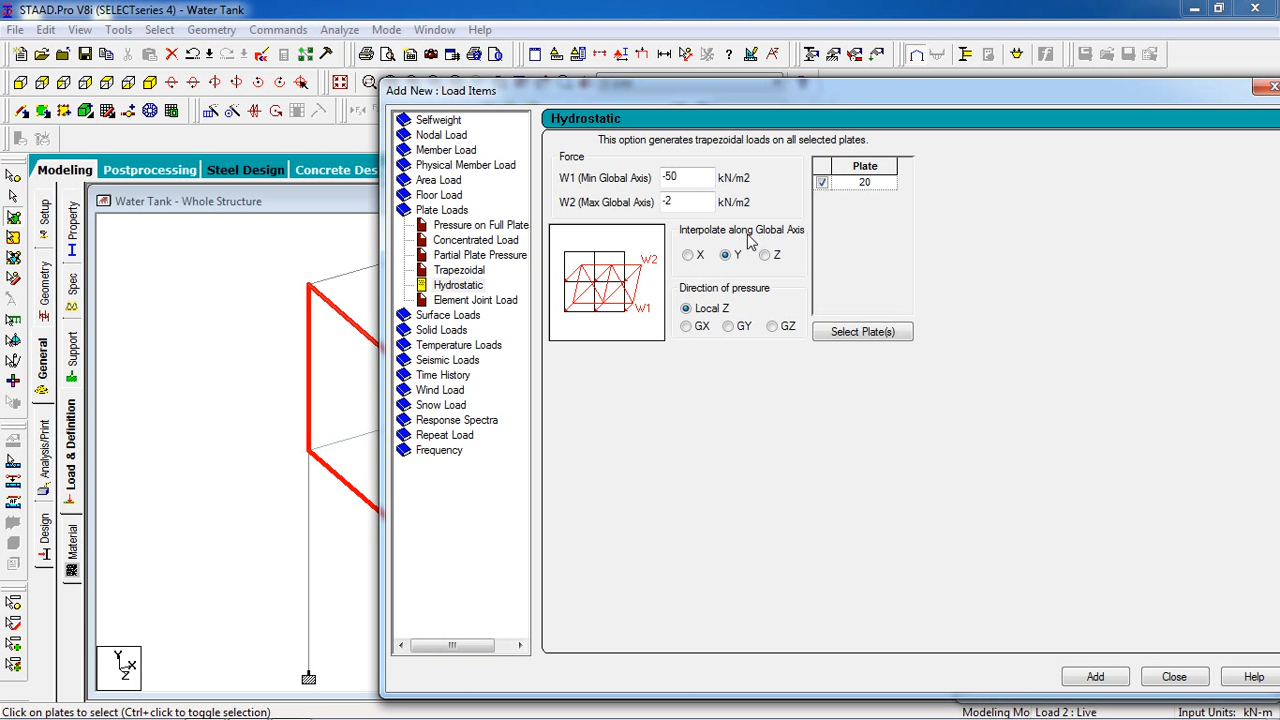 STAAD.Pro V8i (SELECTseries 4) - Water Tank
File Edit View Tools Select Geometry Commands Analyze Mode Window Help
Add New : Load Items
Modeling Postprocessing Steel Design Concrete Des
Water Tank - Whole Structure
Setup
Geometry
General
Analysis/Print
Design
Property
Spec
Support
Load & Definition
Material
Selfweight
Nodal Load
Member Load
Physical Member Load
Area Load
Floor Load
Plate Loads
Pressure on Full Plate
Concentrated Load
Partial Plate Pressure
Trapezoidal
Hydrostatic
Element Joint Load
Surface Loads
Solid Loads
Temperature Loads
Seismic Loads
Time History
Wind Load
Snow Load
Response Spectra
Repeat Load
Frequency
Hydrostatic
This option generates trapezoidal loads on all selected plates.
Force
W1 (Min Global Axis) -50 kN/m2
W2 (Max Global Axis) -2 kN/m2
W2
W1
Interpolate along Global Axis
X Y Z
Direction of pressure
Local Z
GX GY GZ
Plate
20
Select Plate(s)
Add Close Help
Y
X
Z
Click on plates to select (Ctrl+click to toggle selection) Modeling Mo Load 2 : Live Input Units: kN-m